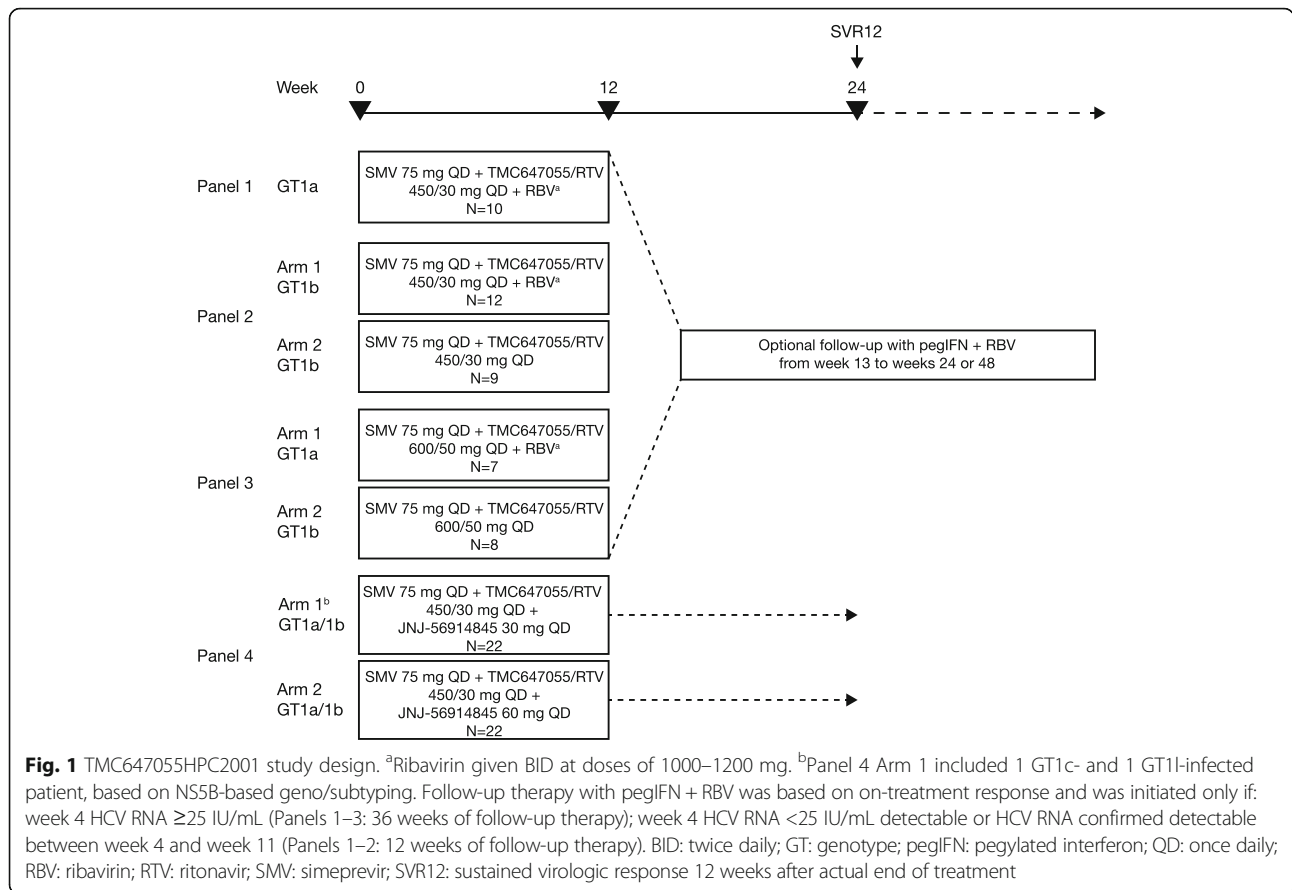 SVR12
Week 0 12 24
Panel 1 GT1a
SMV 75 mg QD + TMC647055/RTV
450/30 mg QD + RBVᵃ
N=10
Panel 2
Arm 1
GT1b
SMV 75 mg QD + TMC647055/RTV
450/30 mg QD + RBVᵃ
N=12
Arm 2
GT1b
SMV 75 mg QD + TMC647055/RTV
450/30 mg QD
N=9
Optional follow-up with pegIFN + RBV
from week 13 to weeks 24 or 48
Panel 3
Arm 1
GT1a
SMV 75 mg QD + TMC647055/RTV
600/50 mg QD + RBVᵃ
N=7
Arm 2
GT1b
SMV 75 mg QD + TMC647055/RTV
600/50 mg QD
N=8
Panel 4
Arm 1ᵇ
GT1a/1b
SMV 75 mg QD + TMC647055/RTV
450/30 mg QD +
JNJ-56914845 30 mg QD
N=22
Arm 2
GT1a/1b
SMV 75 mg QD + TMC647055/RTV
450/30 mg QD +
JNJ-56914845 60 mg QD
N=22
Fig. 1 TMC647055HPC2001 study design. ᵃRibavirin given BID at doses of 1000–1200 mg. ᵇPanel 4 Arm 1 included 1 GT1c- and 1 GT1l-infected
patient, based on NS5B-based geno/subtyping. Follow-up therapy with pegIFN + RBV was based on on-treatment response and was initiated only if:
week 4 HCV RNA ≥25 IU/mL (Panels 1–3: 36 weeks of follow-up therapy); week 4 HCV RNA <25 IU/mL detectable or HCV RNA confirmed detectable
between week 4 and week 11 (Panels 1–2: 12 weeks of follow-up therapy). BID: twice daily; GT: genotype; pegIFN: pegylated interferon; QD: once daily;
RBV: ribavirin; RTV: ritonavir; SMV: simeprevir; SVR12: sustained virologic response 12 weeks after actual end of treatment